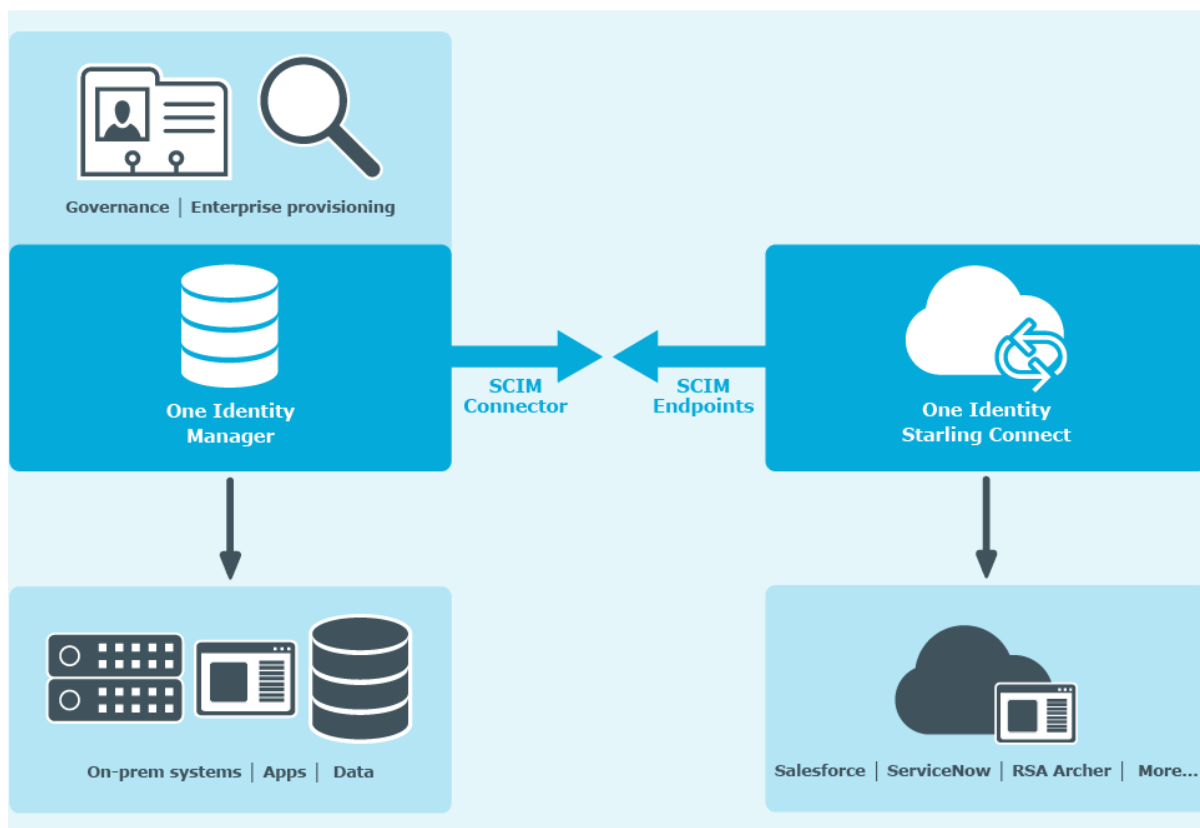 Governance | Enterprise provisioning
One Identity
Manager
SCIM
Connector
SCIM
Endpoints
One Identity
Starling Connect
On-prem systems | Apps | Data
Salesforce | ServiceNow | RSA Archer | More...